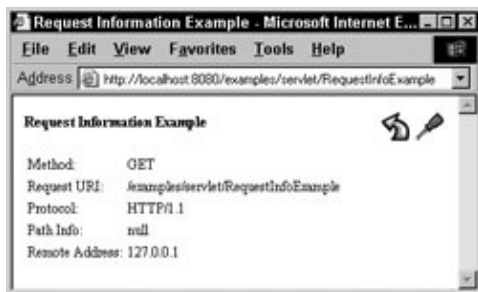 Request Information Example - Microsoft Internet E...
File Edit View Favorites Tools Help
Address http://localhost:8080/examples/servlet/RequestInfoExample
Request Information Example
Method: GET
Request URI: /examples/servlet/RequestInfoExample
Protocol: HTTP/1.1
Path Info: null
Remote Address: 127.0.0.1